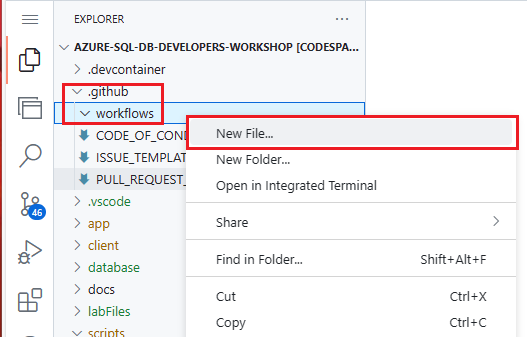 EXPLORER
AZURE-SQL-DB-DEVELOPERS-WORKSHOP [CODESPA...
.devcontainer
.github
workflows
CODE_OF_COND
ISSUE_TEMPLAT
PULL_REQUEST_
.vscode
app
client
database
docs
labFiles
scripts
46
New File...
New Folder...
Open in Integrated Terminal
Share
Find in Folder... Shift+Alt+F
Cut Ctrl+X
Copy Ctrl+C